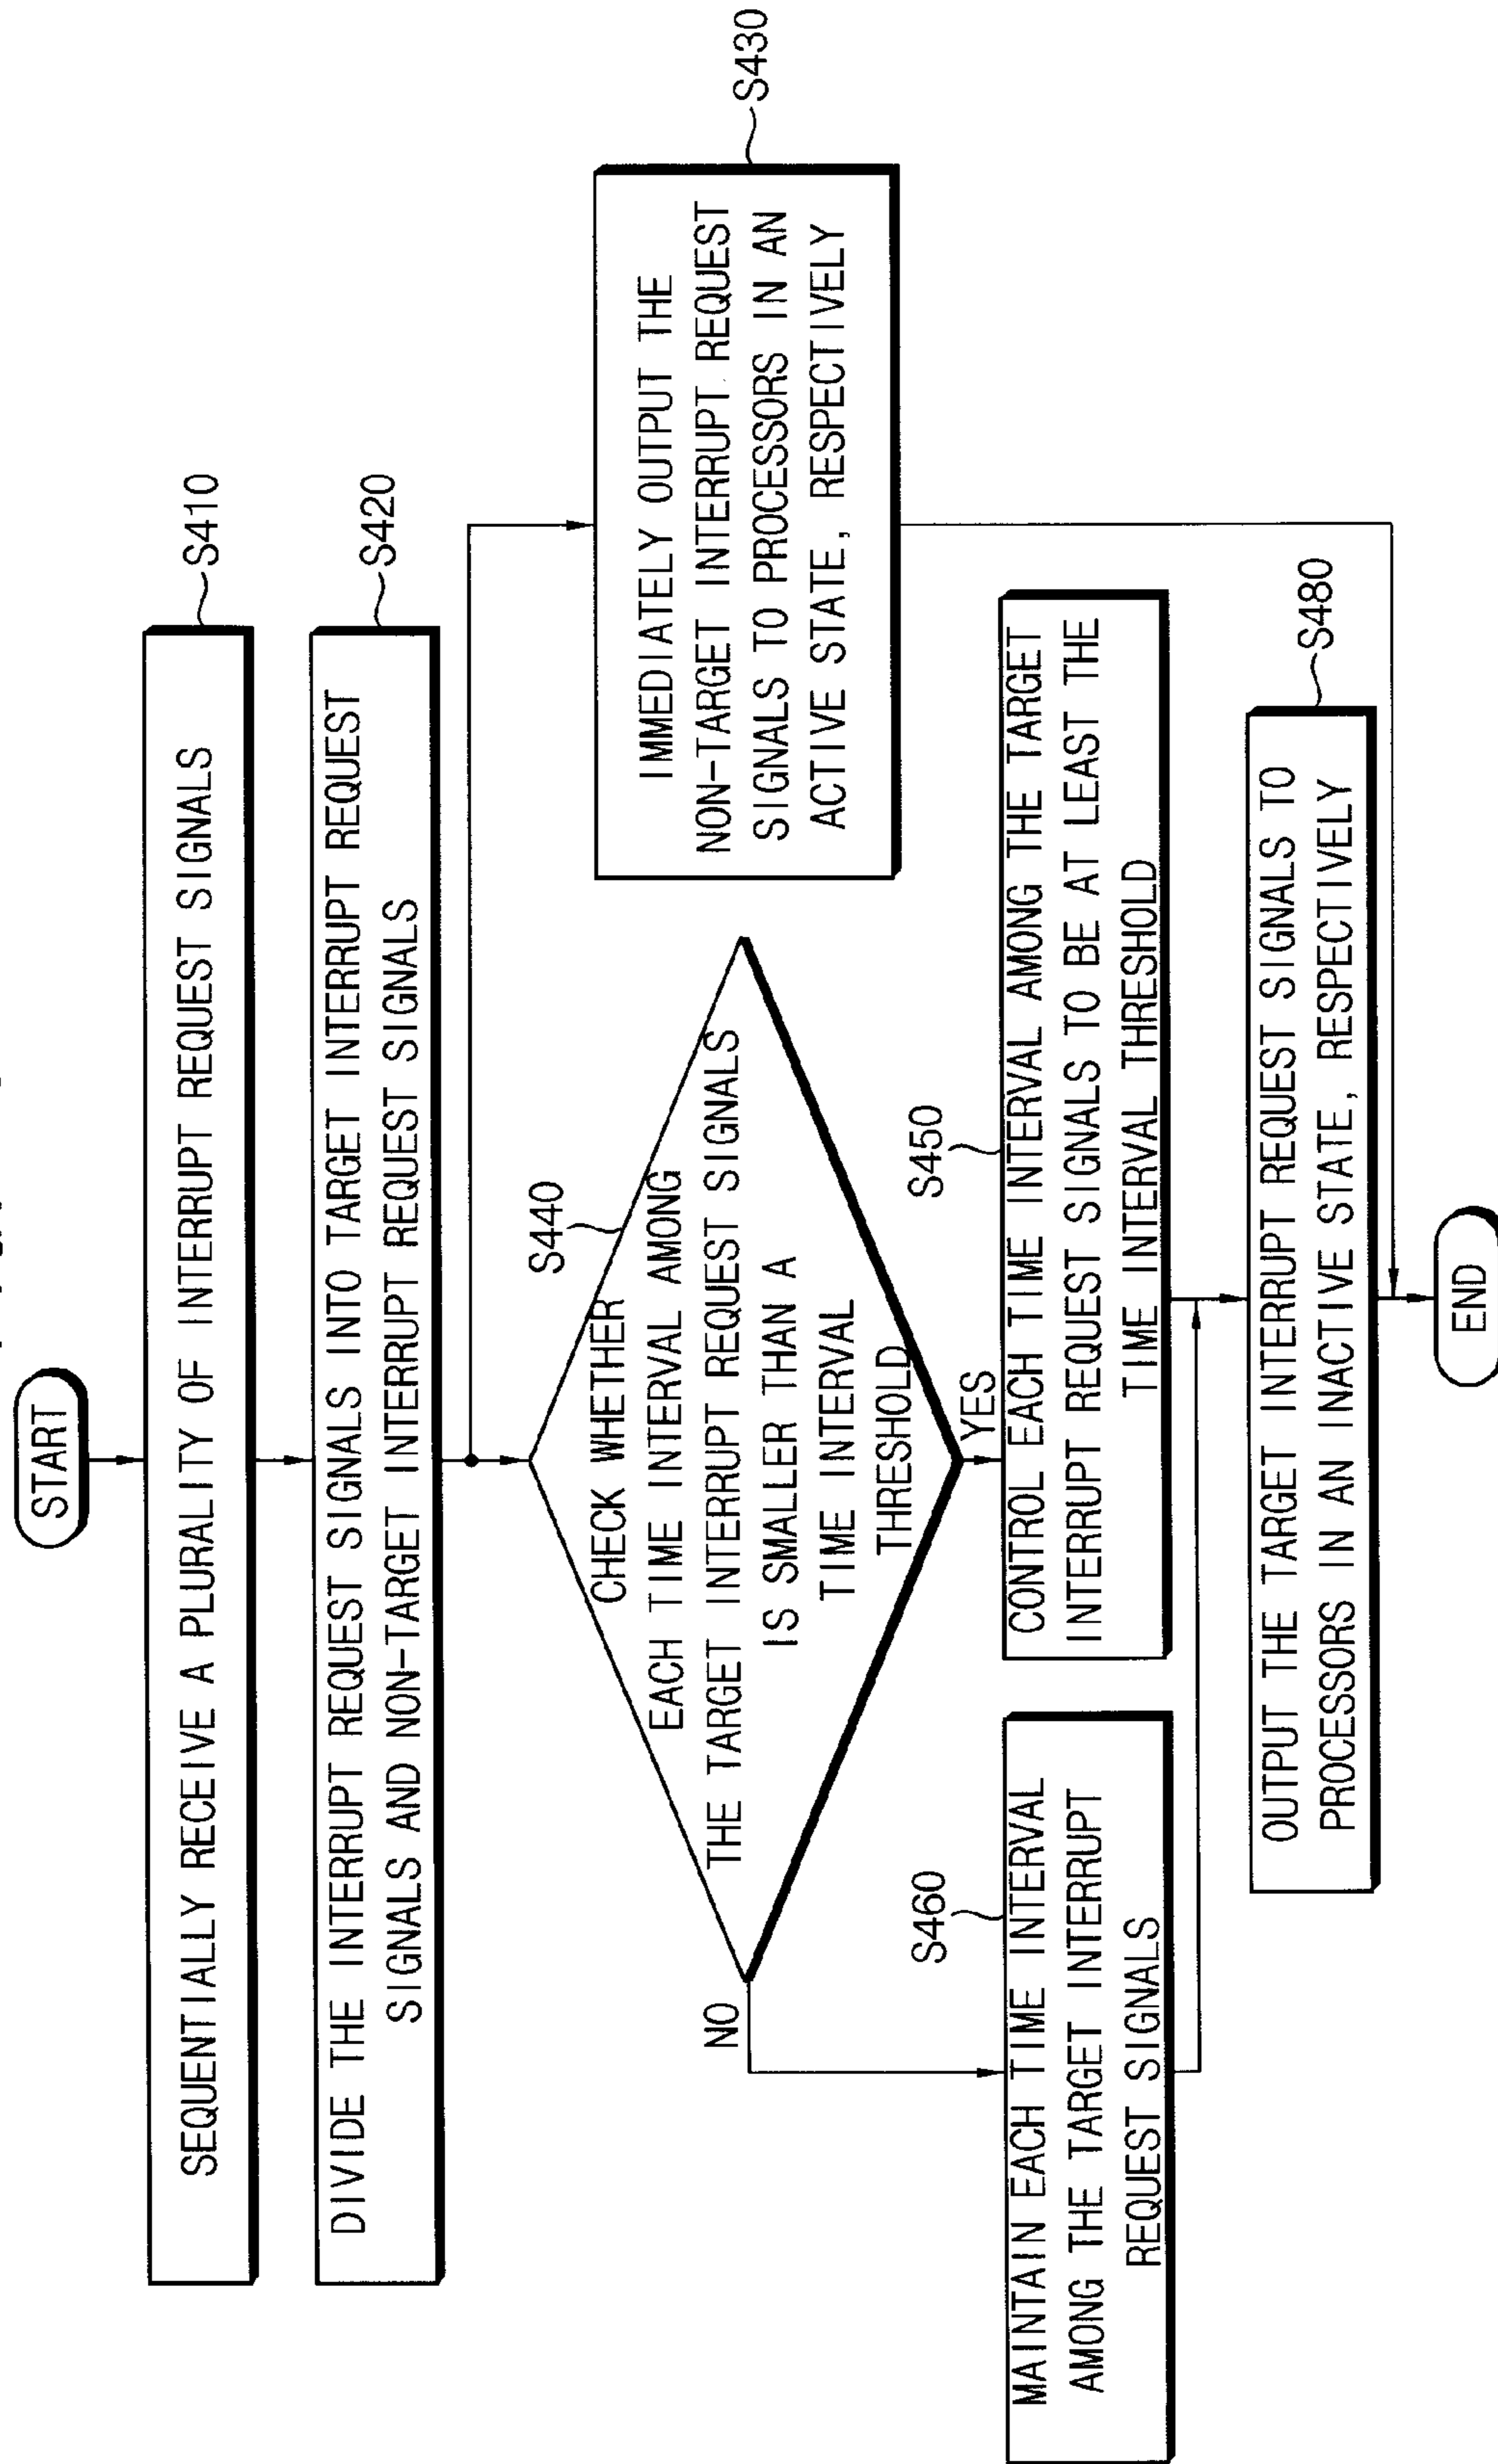 START
SEQUENTIALLY RECEIVE A PLURALITY OF INTERRUPT REQUEST SIGNALS
S410
DIVIDE THE INTERRUPT REQUEST SIGNALS INTO TARGET INTERRUPT REQUEST
SIGNALS AND NON-TARGET INTERRUPT REQUEST SIGNALS
S420
S440
CHECK WHETHER
EACH TIME INTERVAL AMONG
THE TARGET INTERRUPT REQUEST SIGNALS
IS SMALLER THAN A
TIME INTERVAL
THRESHOLD
IMMEDIATELY OUTPUT THE
NON-TARGET INTERRUPT REQUEST
SIGNALS TO PROCESSORS IN AN
ACTIVE STATE, RESPECTIVELY
S430
NO
YES
S460
MAINTAIN EACH TIME INTERVAL
AMONG THE TARGET INTERRUPT
REQUEST SIGNALS
S450
CONTROL EACH TIME INTERVAL AMONG THE TARGET
INTERRUPT REQUEST SIGNALS TO BE AT LEAST THE
TIME INTERVAL THRESHOLD
OUTPUT THE TARGET INTERRUPT REQUEST SIGNALS TO
PROCESSORS IN AN INACTIVE STATE, RESPECTIVELY
S480
END